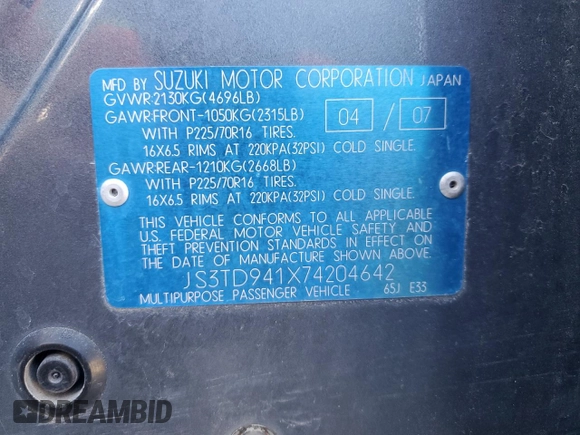 MFD BY SUZUKI MOTOR CORPORATION JAPAN
GVWR:2130KG(4696LB)
GAWR:FRONT-1050KG(2315LB) 04 / 07
WITH P225/70R16 TIRES.
16X6.5 RIMS AT 220KPA(32PSI) COLD SINGLE.
GAWR:REAR-1210KG(2668LB)
WITH P225/70R16 TIRES.
16X6.5 RIMS AT 220KPA(32PSI) COLD SINGLE.
THIS VEHICLE CONFORMS TO ALL APPLICABLE
U.S. FEDERAL MOTOR VEHICLE SAFETY AND
THEFT PREVENTION STANDARDS IN EFFECT ON
THE DATE OF MANUFACTURE SHOWN ABOVE.
JS3TD941X74204642
MULTIPURPOSE PASSENGER VEHICLE 65J E33
DREAMBID